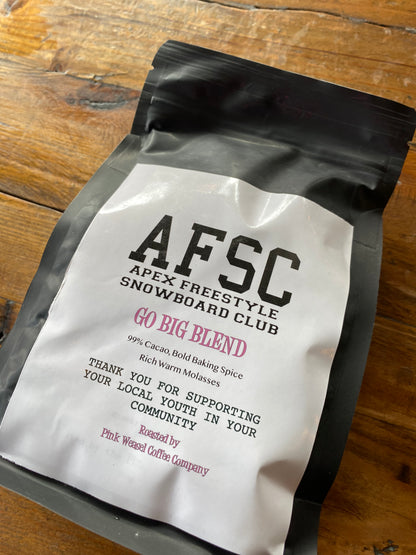 AFSC
APEX FREESTYLE
SNOWBOARD CLUB
GO BIG BLEND
99% Cacao, Bold Baking Spice
Rich Warm Molasses
THANK YOU FOR SUPPORTING
YOUR LOCAL YOUTH IN YOUR
COMMUNITY
Roasted by
Pink Weasel Coffee Company